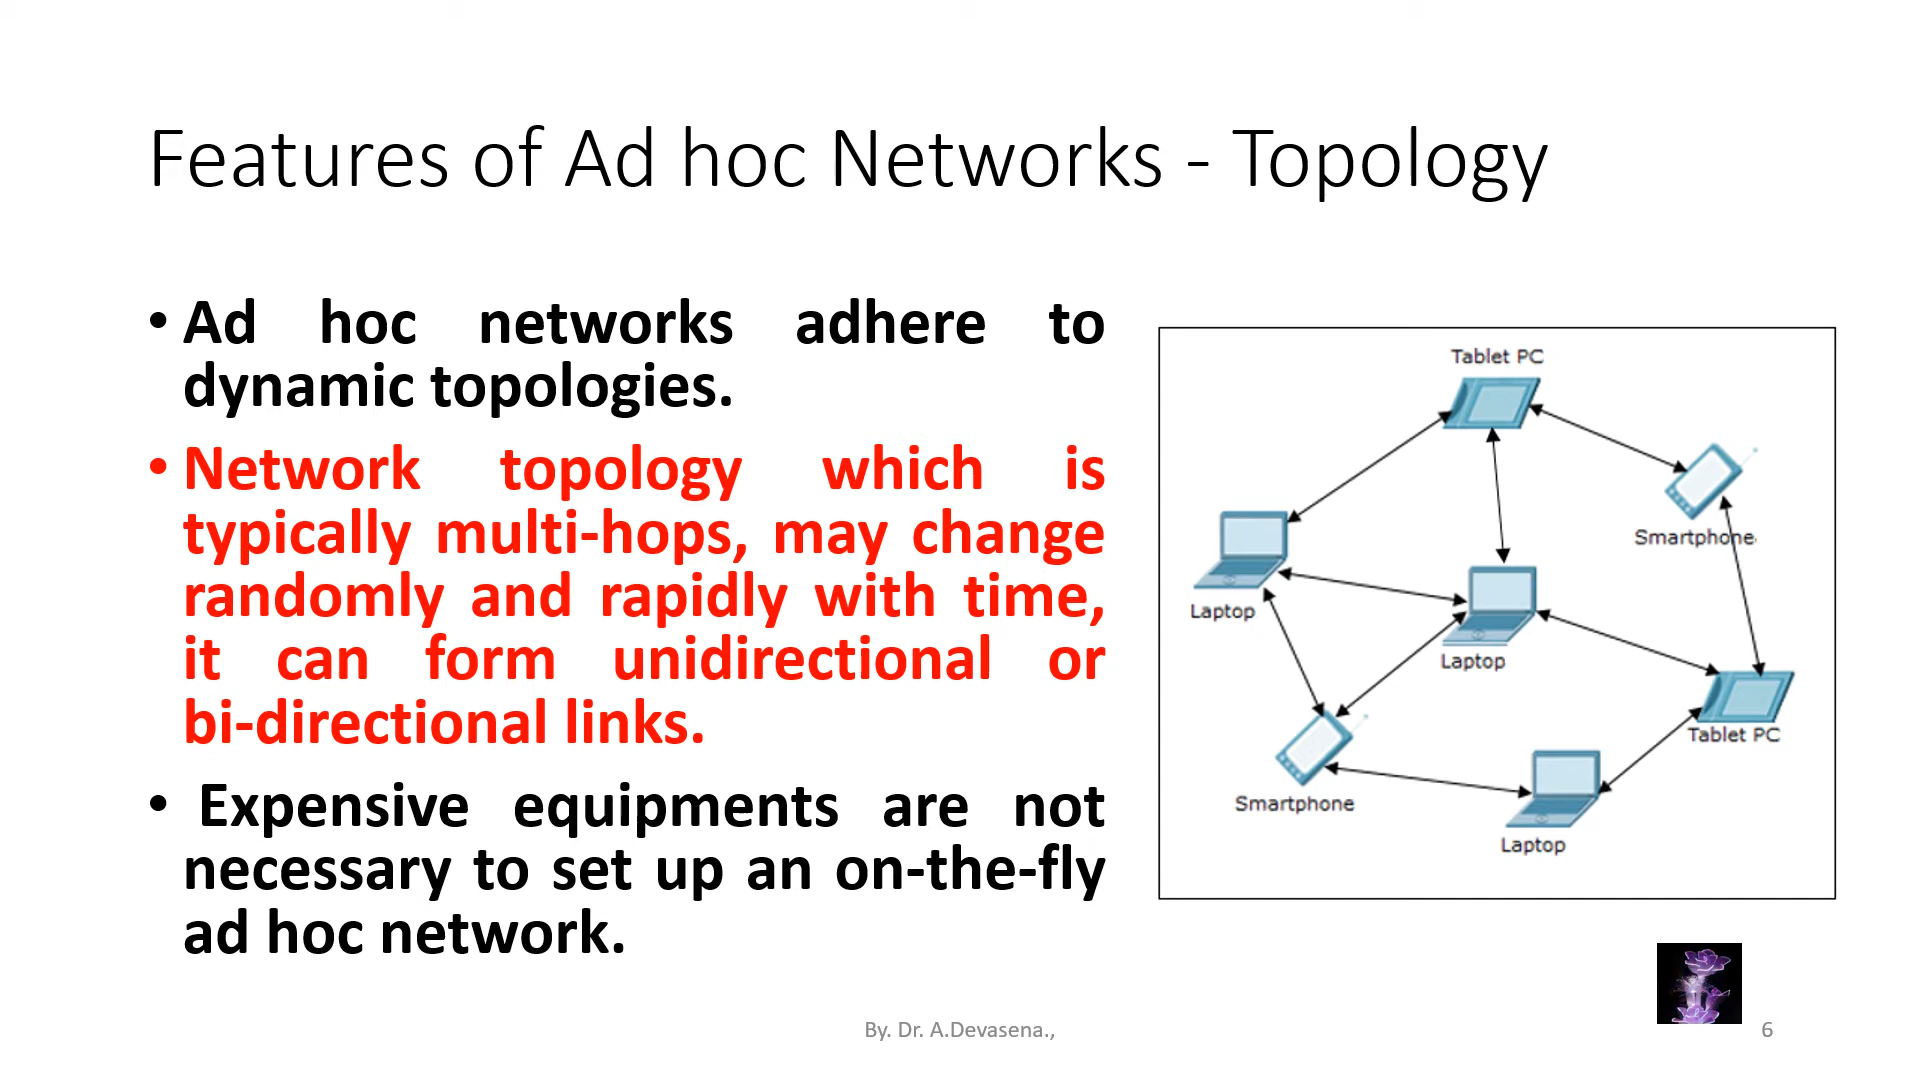 Features of Ad hoc Networks - Topology
• Ad hoc networks adhere to
dynamic topologies.
• Network topology which is
typically multi-hops, may change
randomly and rapidly with time,
it can form unidirectional or
bi-directional links.
• Expensive equipments are not
necessary to set up an on-the-fly
ad hoc network.
Tablet PC
Smartphone
Laptop
Laptop
Tablet PC
Smartphone
Laptop
By. Dr. A.Devasena.,
6